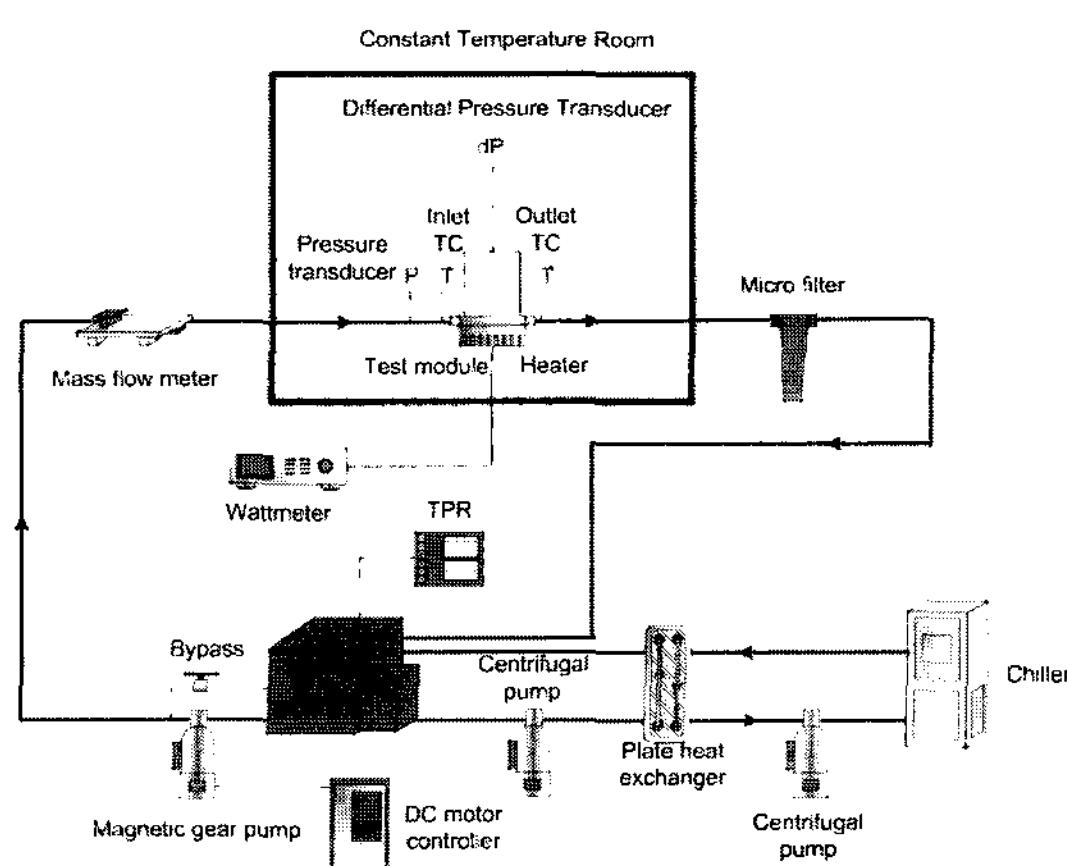 Constant Temperature Room
Differential Pressure Transducer
dP
Inlet
TC
T
Outlet
TC
T
Pressure
transducer
P
Micro filter
Mass flow meter
Test module
Heater
Wattmeter
TPR
Bypass
Centrifugal
pump
Chiller
Plate heat
exchanger
Magnetic gear pump
DC motor
controller
Centrifugal
pump